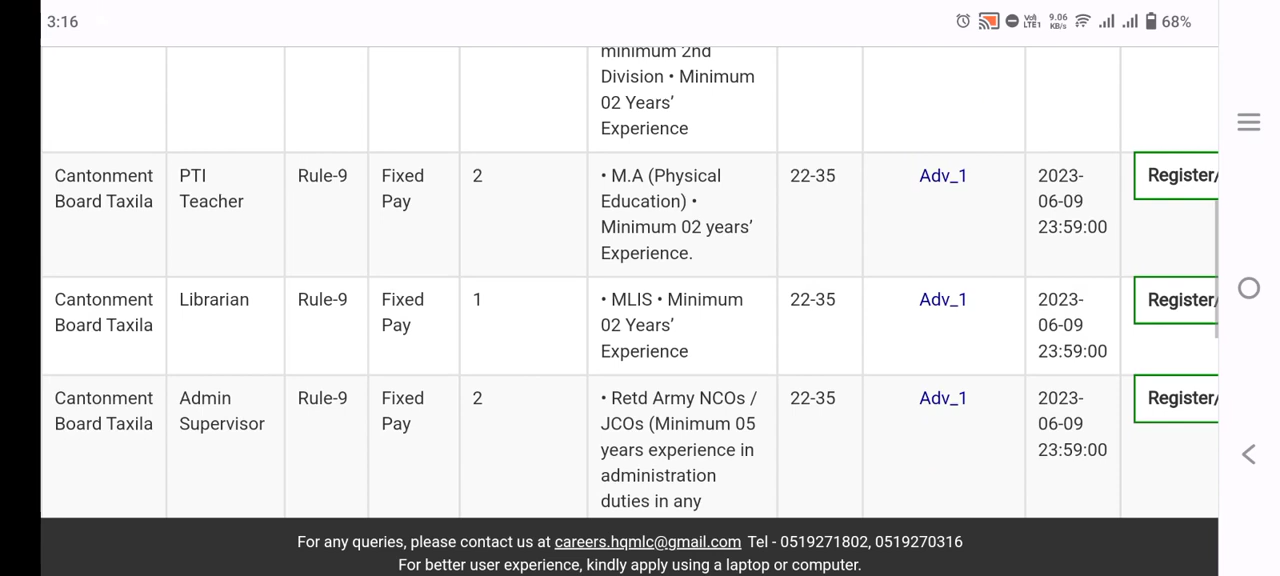 3:16 Voll LTE1 9.06 KB/s 68%
minimum 2nd
Division • Minimum
02 Years’
Experience
Cantonment PTI Rule-9 Fixed 2 • M.A (Physical 22-35 Adv_1 2023- Register/
Board Taxila Teacher Pay Education) • 06-09
Minimum 02 years’ 23:59:00
Experience.
Cantonment Librarian Rule-9 Fixed 1 • MLIS • Minimum 22-35 Adv_1 2023- Register/
Board Taxila Pay 02 Years’ 06-09
Experience 23:59:00
Cantonment Admin Rule-9 Fixed 2 • Retd Army NCOs / 22-35 Adv_1 2023- Register/
Board Taxila Supervisor Pay JCOs (Minimum 05 06-09
years experience in 23:59:00
administration
duties in any
For any queries, please contact us at careers.hqmlc@gmail.com Tel - 0519271802, 0519270316
For better user experience, kindly apply using a laptop or computer.